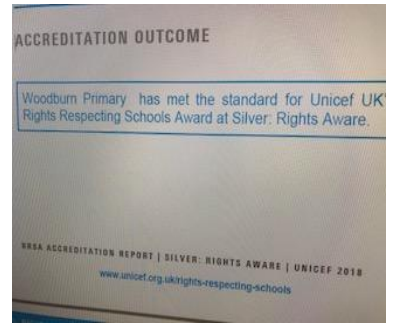 ACCREDITATION OUTCOME
Woodburn Primary has met the standard for Unicef UK'
Rights Respecting Schools Award at Silver: Rights Aware.
RRSA ACCREDITATION REPORT | SILVER: RIGHTS AWARE | UNICEF 2018
www.unicef.org.uk/rights-respecting-schools